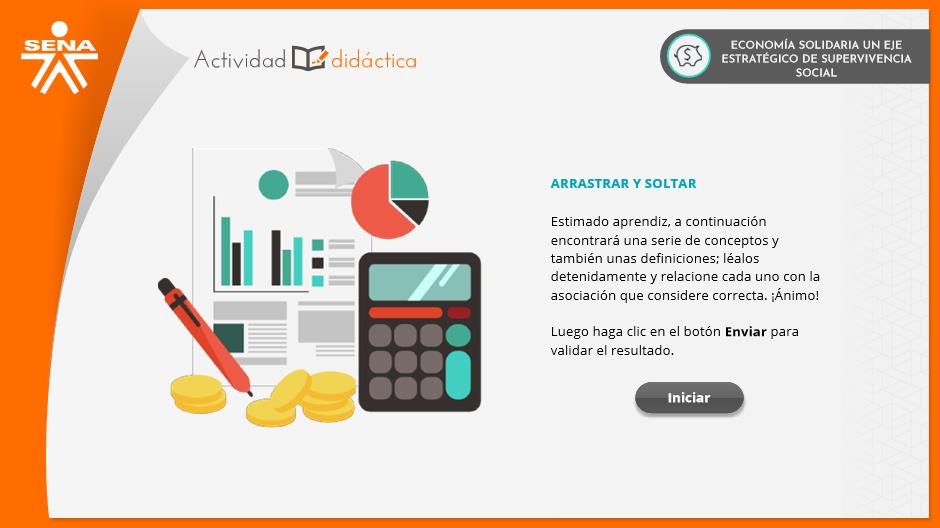 SENA
Actividad didáctica
ECONOMÍA SOLIDARIA UN EJE
ESTRATÉGICO DE SUPERVIVENCIA
SOCIAL
ARRASTRAR Y SOLTAR
Estimado aprendiz, a continuación
encontrará una serie de conceptos y
también unas definiciones; léalos
detenidamente y relacione cada uno con la
asociación que considere correcta. ¡Ánimo!
Luego haga clic en el botón Enviar para
validar el resultado.
Iniciar